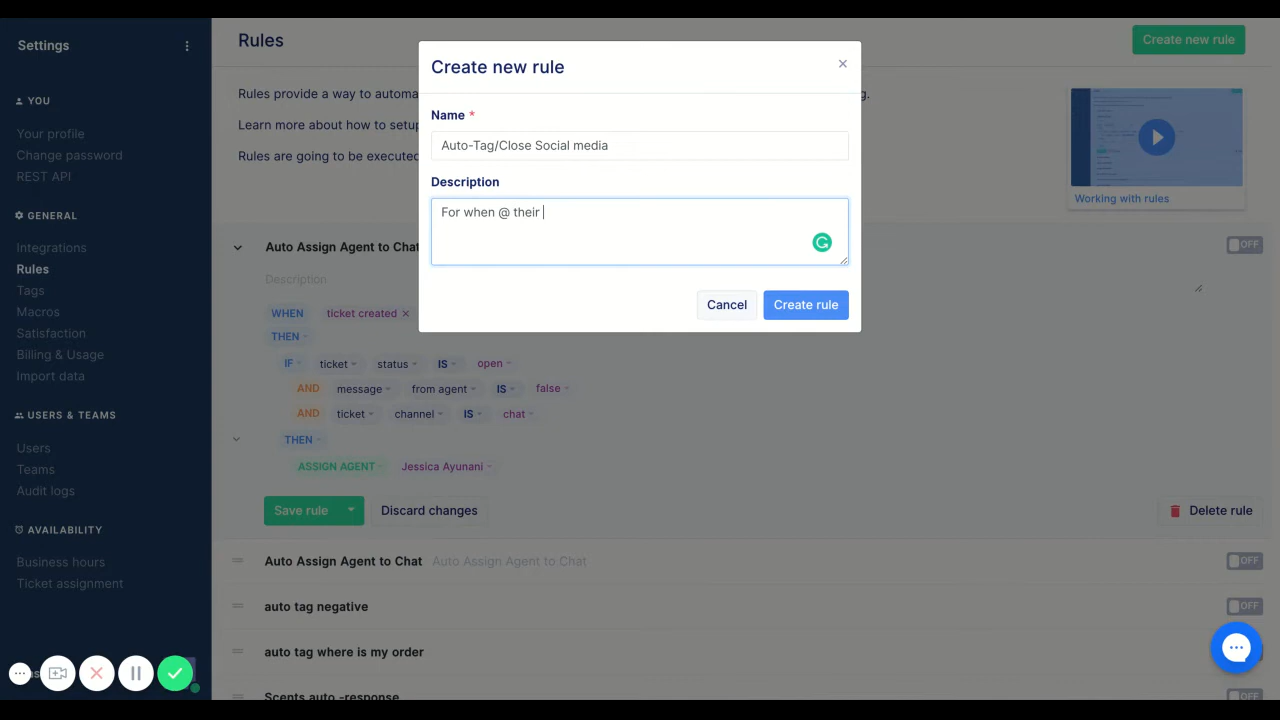 Settings
YOU
Your profile
Change password
REST API
GENERAL
Integrations
Rules
Tags
Macros
Satisfaction
Billing & Usage
Import data
USERS & TEAMS
Users
Teams
Audit logs
AVAILABILITY
Business hours
Ticket assignment
Rules
Create new rule
Rules provide a way to automa
g.
Learn more about how to setup
Rules are going to be executed
Working with rules
Create new rule
×
Name *
Auto-Tag/Close Social media
Description
For when @ their
Cancel
Create rule
Auto Assign Agent to Chat
OFF
Description
WHEN ticket created ×
THEN
IF ticket status IS open
AND message from agent IS false
AND ticket channel IS chat
THEN
ASSIGN AGENT Jessica Ayunani
Save rule
Discard changes
Delete rule
Auto Assign Agent to Chat Auto Assign Agent to Chat OFF
auto tag negative OFF
auto tag where is my order
Scents auto -response OFF